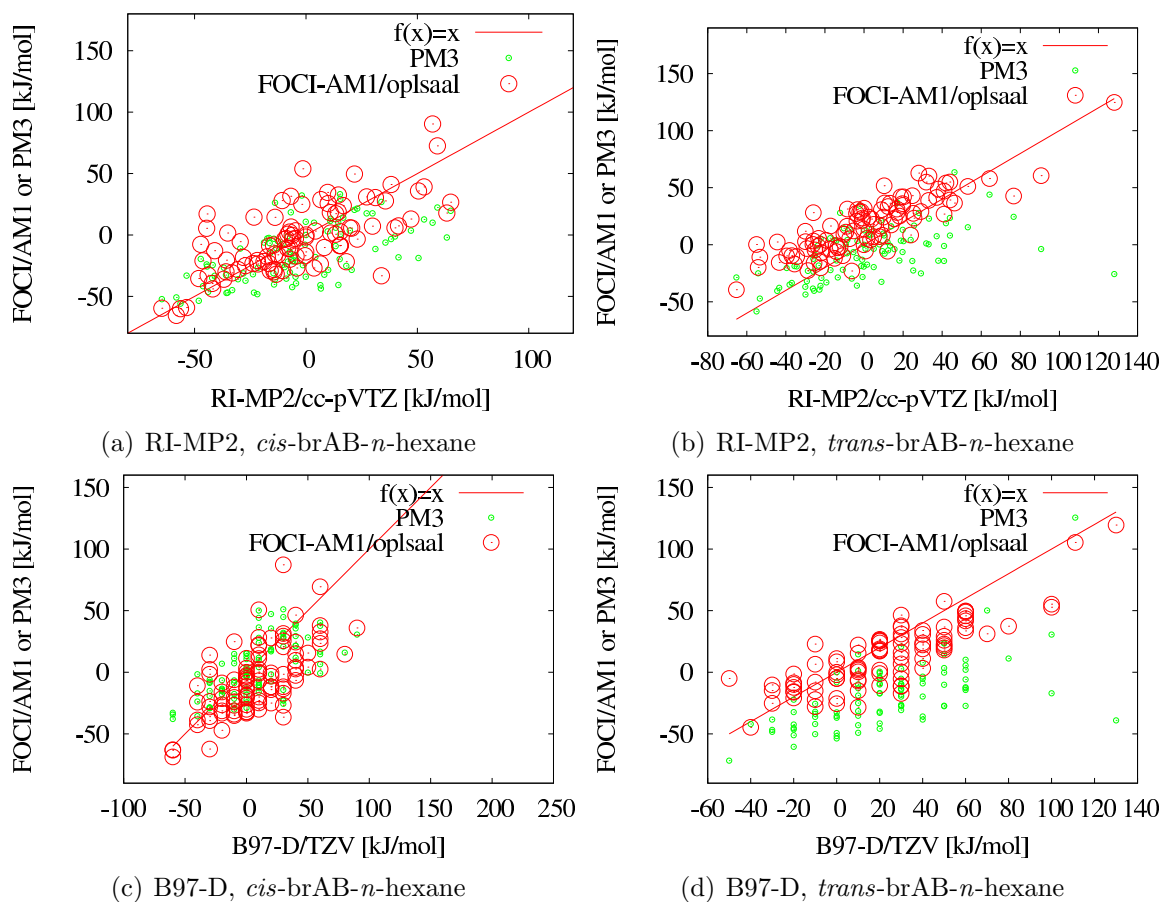 FOCI/AM1 or PM3 [kJ/mol]
150
100
50
0
-50
f(x)=x
PM3
FOCI-AM1/oplsaal
-50 0 50 100
RI-MP2/cc-pVTZ [kJ/mol]
(a) RI-MP2, cis-brAB-n-hexane
FOCI/AM1 or PM3 [kJ/mol]
150
100
50
0
-50
f(x)=x
PM3
FOCI-AM1/oplsaal
-80 -60 -40 -20 0 20 40 60 80 100 120 140
RI-MP2/cc-pVTZ [kJ/mol]
(b) RI-MP2, trans-brAB-n-hexane
FOCI/AM1 or PM3 [kJ/mol]
150
100
50
0
-50
f(x)=x
PM3
FOCI-AM1/oplsaal
-100 -50 0 50 100 150 200 250
B97-D/TZV [kJ/mol]
(c) B97-D, cis-brAB-n-hexane
FOCI/AM1 or PM3 [kJ/mol]
150
100
50
0
-50
f(x)=x
PM3
FOCI-AM1/oplsaal
-60 -40 -20 0 20 40 60 80 100 120 140
B97-D/TZV [kJ/mol]
(d) B97-D, trans-brAB-n-hexane